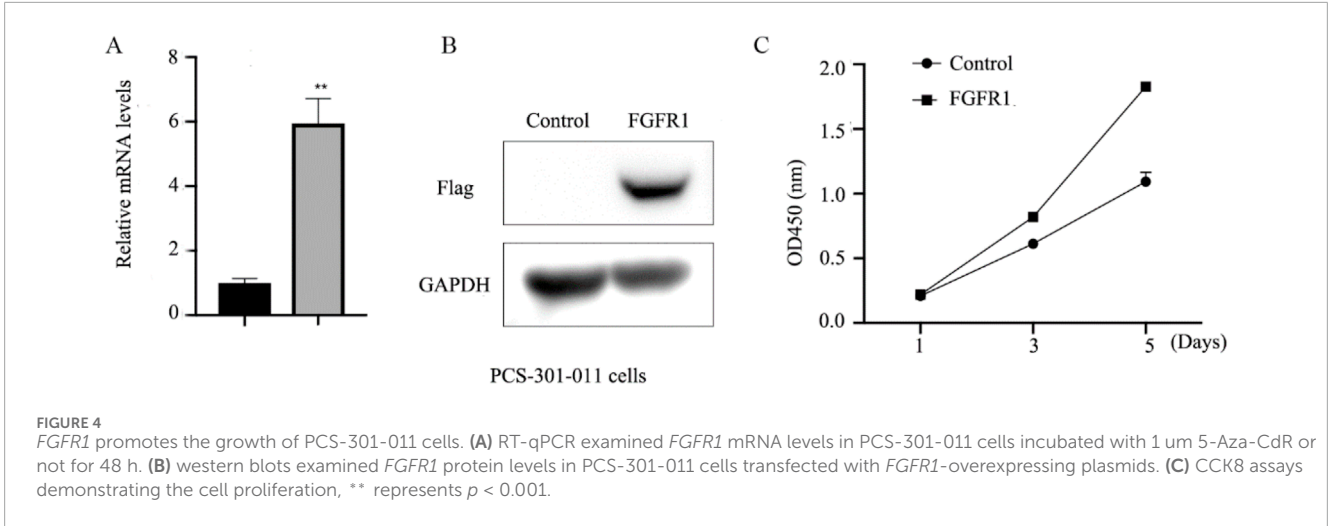 A
8
6
4
2
0
Relative mRNA levels
**
B
Control FGFR1
Flag
GAPDH
PCS-301-011 cells
C
2.0
1.5
1.0
0.5
0.0
OD450 (nm)
Control
FGFR1
1 3 5 (Days)
FIGURE 4
FGFR1 promotes the growth of PCS-301-011 cells. (A) RT-qPCR examined FGFR1 mRNA levels in PCS-301-011 cells incubated with 1 um 5-Aza-CdR or
not for 48 h. (B) western blots examined FGFR1 protein levels in PCS-301-011 cells transfected with FGFR1-overexpressing plasmids. (C) CCK8 assays
demonstrating the cell proliferation, ** represents p < 0.001.